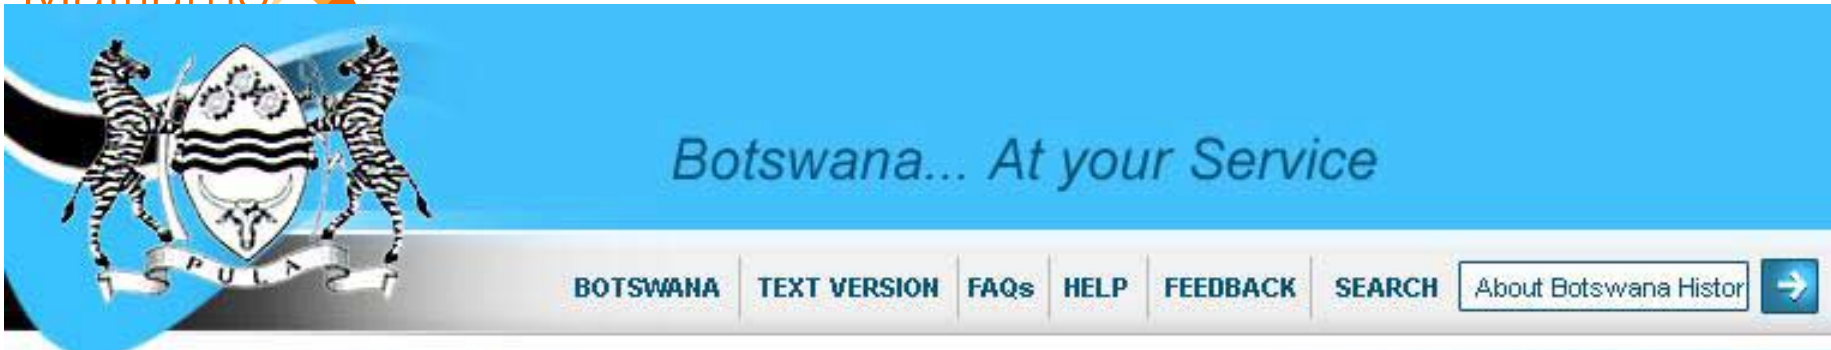 Botswana... At your Service
PULA
BOTSWANA TEXT VERSION FAQs HELP FEEDBACK SEARCH About Botswana Histor